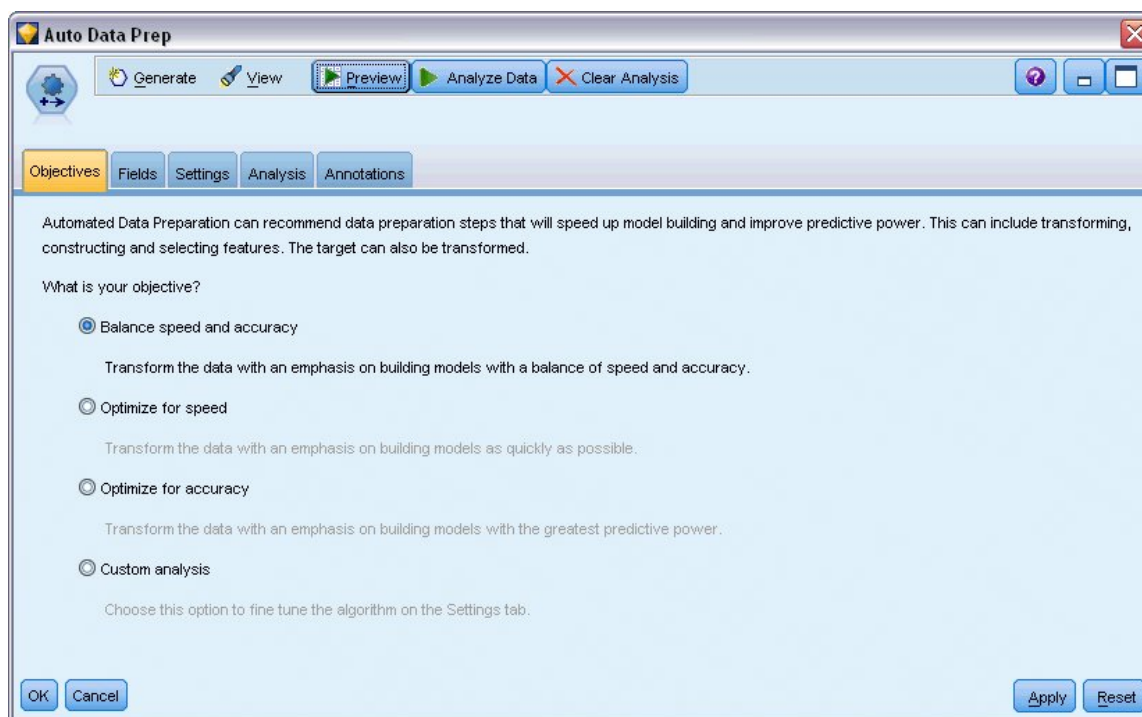 Auto Data Prep
Generate View Preview Analyze Data Clear Analysis
Objectives Fields Settings Analysis Annotations
Automated Data Preparation can recommend data preparation steps that will speed up model building and improve predictive power. This can include transforming,
constructing and selecting features. The target can also be transformed.
What is your objective?
Balance speed and accuracy
Transform the data with an emphasis on building models with a balance of speed and accuracy.
Optimize for speed
Transform the data with an emphasis on building models as quickly as possible.
Optimize for accuracy
Transform the data with an emphasis on building models with the greatest predictive power.
Custom analysis
Choose this option to fine tune the algorithm on the Settings tab.
OK Cancel Apply Reset